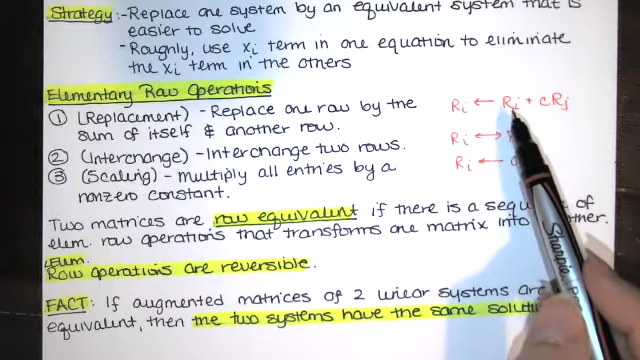 Strategy: - Replace one system by an equivalent system that is
easier to solve
- Roughly, use xi term in one equation to eliminiate
the xi term in the others
Elementary Row Operations
① (Replacement) - Replace one row by the
sum of itself & another row.
Ri ← Ri + cRj
② (Interchange) - Interchange two rows.
Ri ↔
③ (Scaling) - multiply all entries by a
nonzero constant.
Ri ←
Two matrices are row equivalent if there is a of
elem. row operations that transforms one matrix into
Elem.
Row operations are reversible.
FACT: If augmented matrices of 2 linear systems are
equivalent, then the two systems have the same
Sharpie